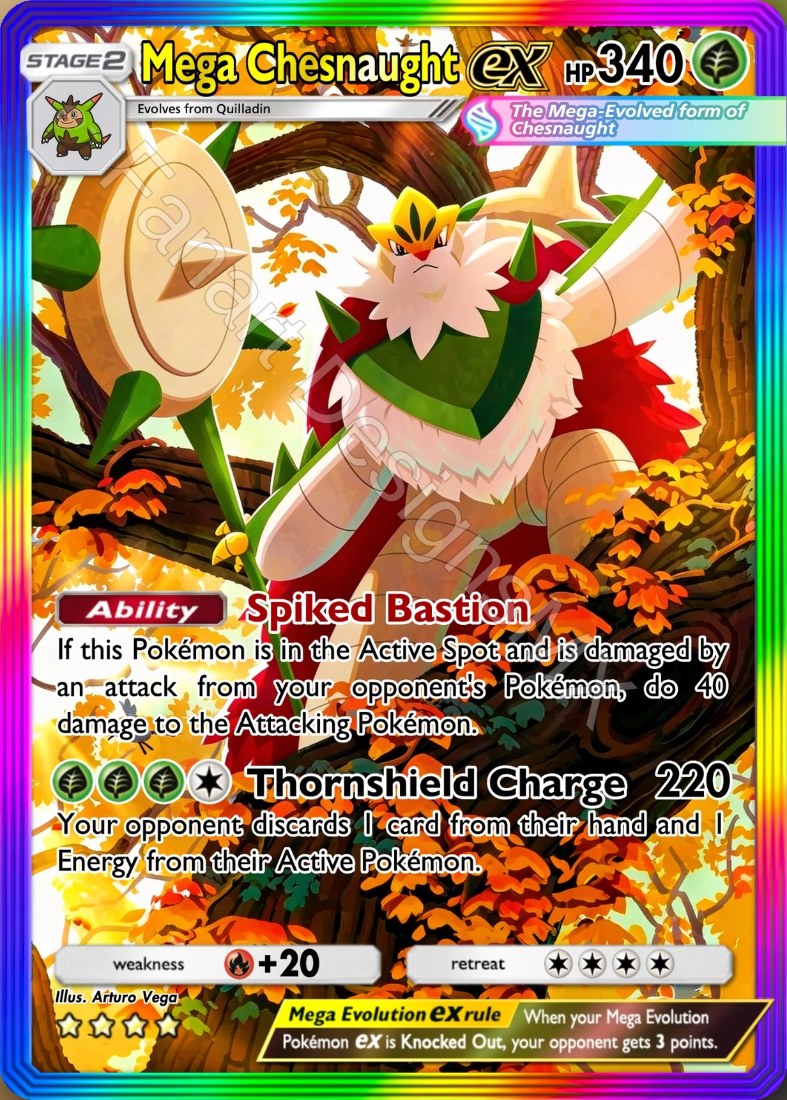 STAGE2 Mega Chesnaught ex HP340
Evolves from Quilladin
The Mega-Evolved form of
Chesnaught
Fanart Designs MK
Ability Spiked Bastion
If this Pokémon is in the Active Spot and is damaged by
an attack from your opponent's Pokémon, do 40
damage to the Attacking Pokémon.
Thornshield Charge 220
Your opponent discards 1 card from their hand and 1
Energy from their Active Pokémon.
weakness +20 retreat
Illus. Arturo Vega
Mega Evolution ex rule When your Mega Evolution
Pokémon ex is Knocked Out, your opponent gets 3 points.